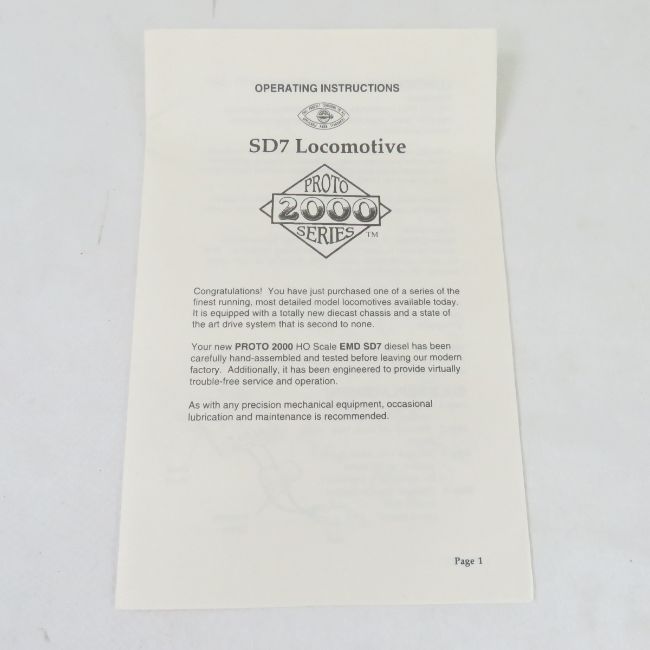 OPERATING INSTRUCTIONS
SD7 Locomotive
PROTO
2000
SERIES TM
Congratulations! You have just purchased one of a series of the
finest running, most detailed model locomotives available today.
It is equipped with a totally new diecast chassis and a state of
the art drive system that is second to none.
Your new PROTO 2000 HO Scale EMD SD7 diesel has been
carefully hand-assembled and tested before leaving our modern
factory. Additionally, it has been engineered to provide virtually
trouble-free service and operation.
As with any precision mechanical equipment, occasional
lubrication and maintenance is recommended.
Page 1